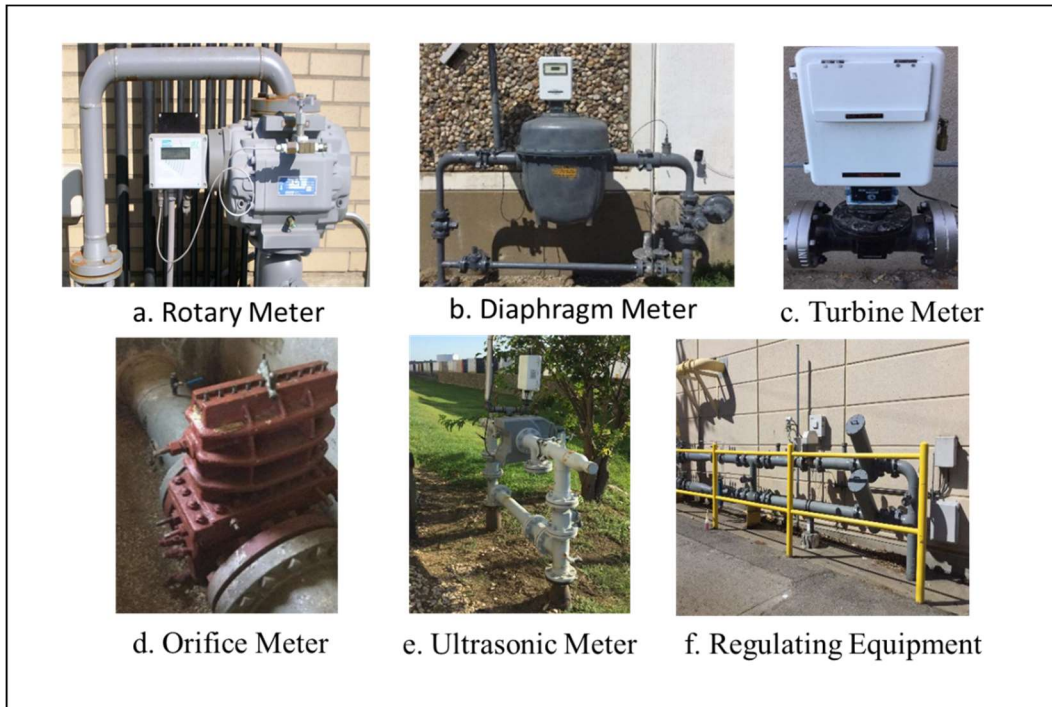 a. Rotary Meter
b. Diaphragm Meter
c. Turbine Meter
d. Orifice Meter
e. Ultrasonic Meter
f. Regulating Equipment